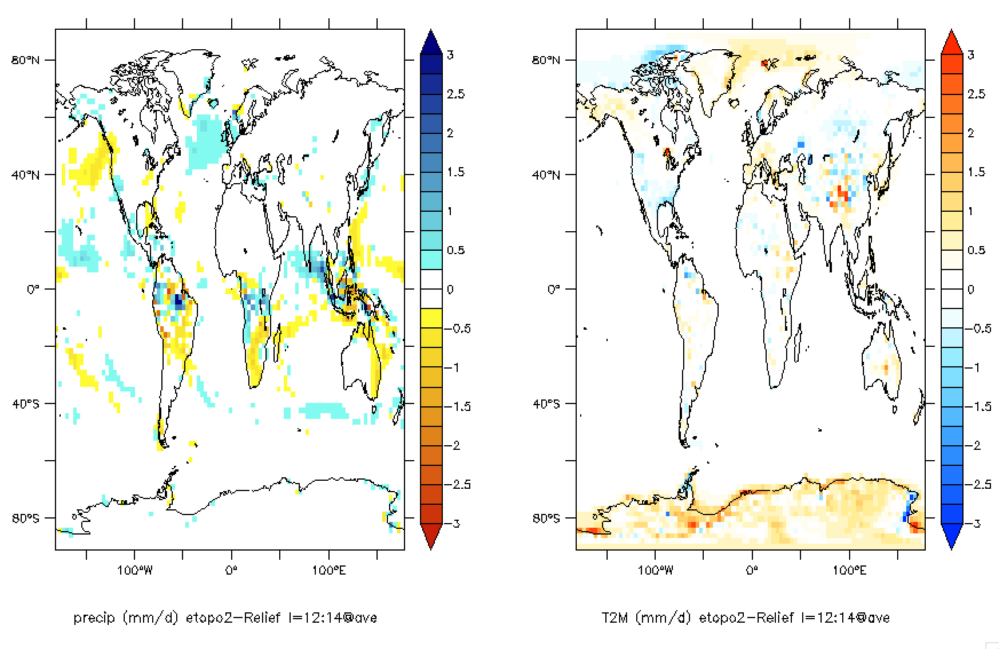 80°N
40°N
0°
40°S
80°S
100°W 0° 100°E
3
2.5
2
1.5
1
0.5
0
−0.5
−1
−1.5
−2
−2.5
−3
precip (mm/d) etopo2−Relief l=12:14@ave
80°N
40°N
0°
40°S
80°S
100°W 0° 100°E
3
2.5
2
1.5
1
0.5
0
−0.5
−1
−1.5
−2
−2.5
−3
T2M (mm/d) etopo2−Relief l=12:14@ave